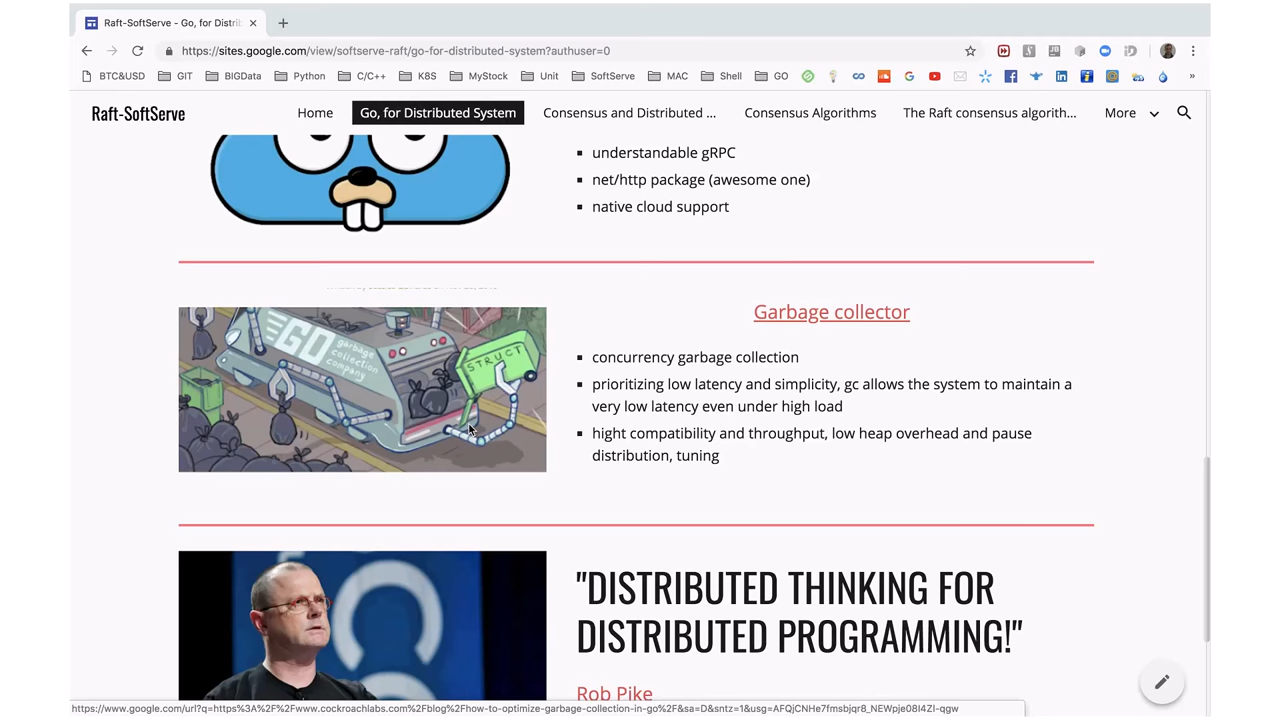 Raft-SoftServe - Go, for Distrib
https://sites.google.com/view/softserve-raft/go-for-distributed-system?authuser=0
BTC&USD GIT BIGData Python C/C++ K8S MyStock Unit SoftServe MAC Shell GO
Raft-SoftServe Home Go, for Distributed System Consensus and Distributed ... Consensus Algorithms The Raft consensus algorith... More
understandable gRPC
net/http package (awesome one)
native cloud support
Garbage collector
GO garbage collection company
STRUCT
concurrency garbage collection
prioritizing low latency and simplicity, gc allows the system to maintain a
very low latency even under high load
hight compatibility and throughput, low heap overhead and pause
distribution, tuning
"DISTRIBUTED THINKING FOR
DISTRIBUTED PROGRAMMING!"
Rob Pike
https://www.google.com/url?q=https%3A%2F%2Fwww.cockroachlabs.com%2Fblog%2Fhow-to-optimize-garbage-collection-in-go%2F&sa=D&sntz=1&usg=AFQjCNHe7fmsbjqr8_NEWpje08I4ZI-qgw